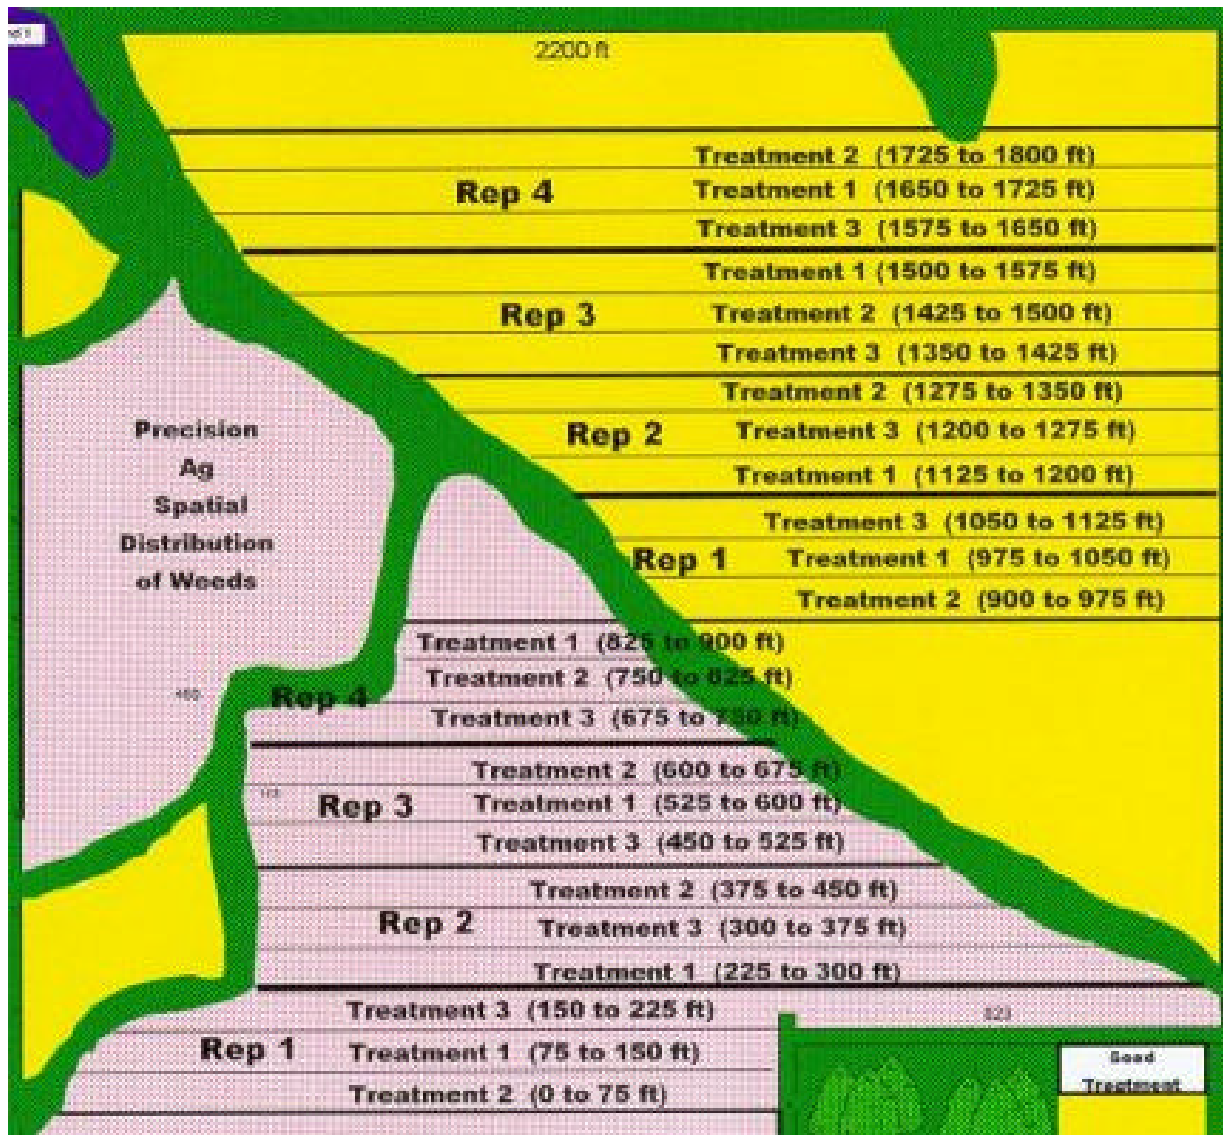 2200 ft
Treatment 2 (1725 to 1800 ft)
Rep 4
Treatment 1 (1650 to 1725 ft)
Treatment 3 (1575 to 1650 ft)
Treatment 1 (1500 to 1575 ft)
Rep 3
Treatment 2 (1425 to 1500 ft)
Treatment 3 (1350 to 1425 ft)
Treatment 2 (1275 to 1350 ft)
Rep 2
Treatment 3 (1200 to 1275 ft)
Treatment 1 (1125 to 1200 ft)
Treatment 3 (1050 to 1125 ft)
Rep 1
Treatment 1 (975 to 1050 ft)
Treatment 2 (900 to 975 ft)
Precision
Ag
Spatial
Distribution
of Weeds
Treatment 1 (825 to 900 ft)
Treatment 2 (750 to 825 ft)
Rep 4
Treatment 3 (675 to 750 ft)
Treatment 2 (600 to 675 ft)
Rep 3
Treatment 1 (525 to 600 ft)
Treatment 3 (450 to 525 ft)
Treatment 2 (375 to 450 ft)
Rep 2
Treatment 3 (300 to 375 ft)
Treatment 1 (225 to 300 ft)
Treatment 3 (150 to 225 ft)
Rep 1
Treatment 1 (75 to 150 ft)
Treatment 2 (0 to 75 ft)
Treatment